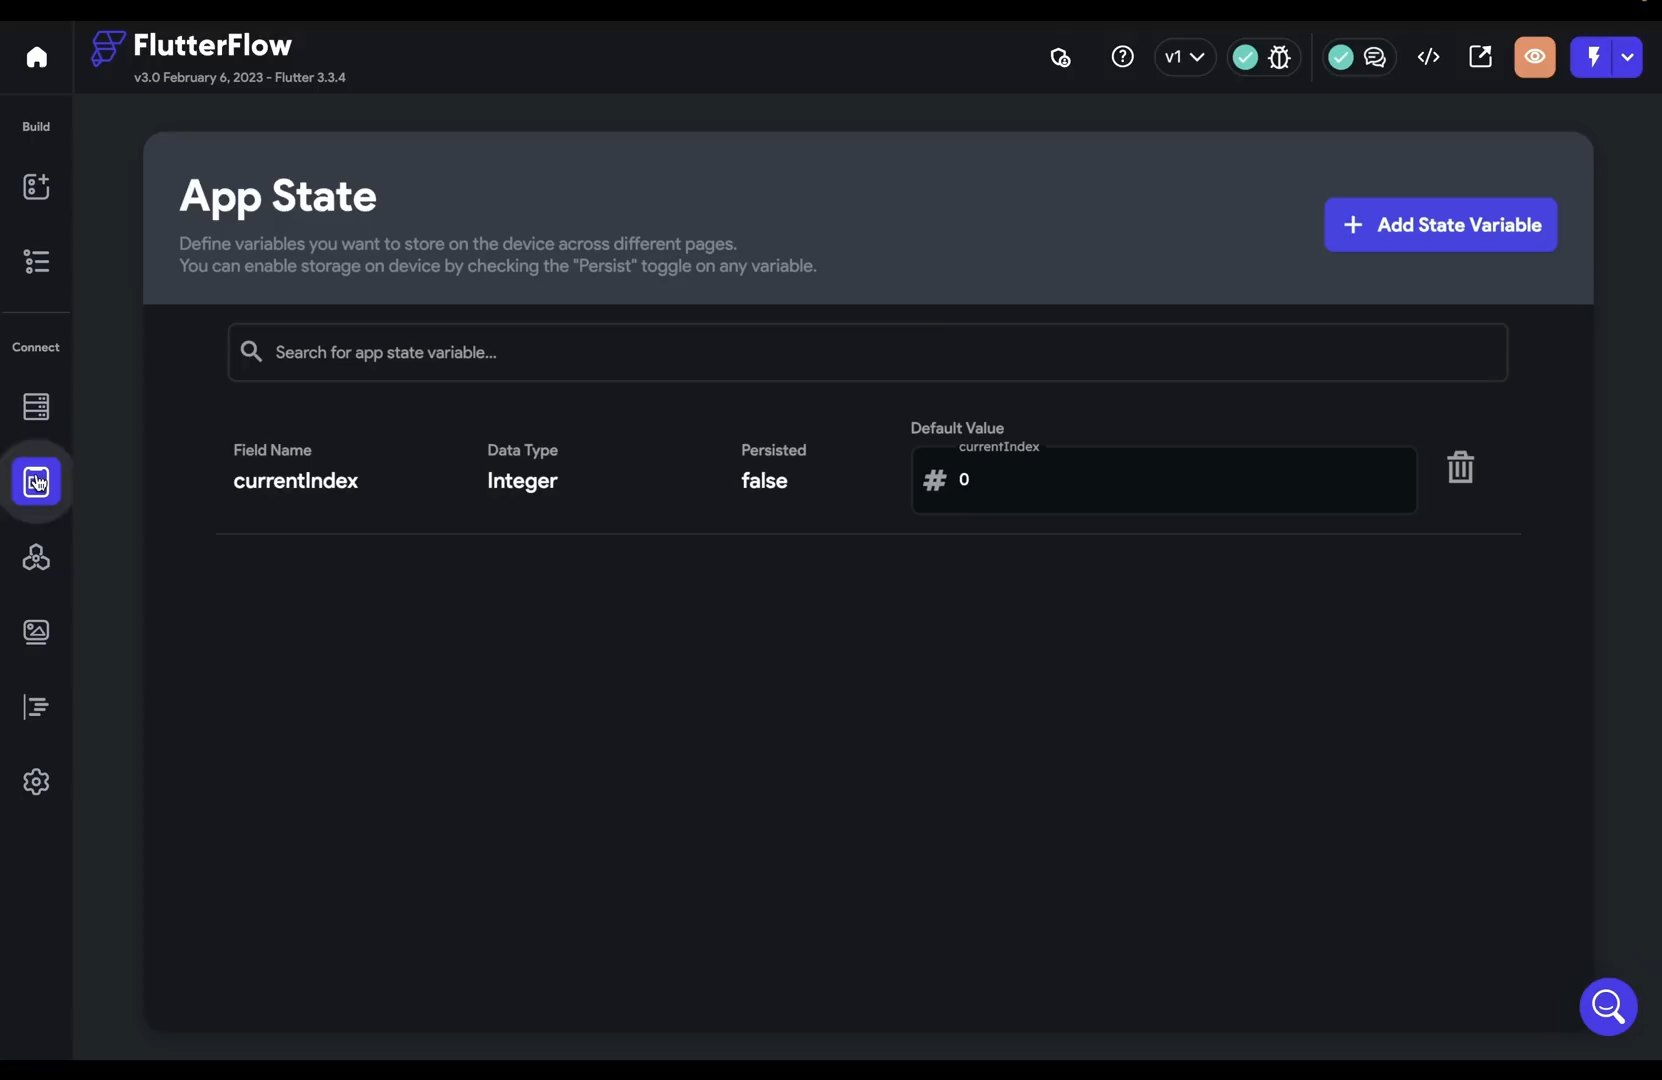 FlutterFlow
v3.0 February 6, 2023 - Flutter 3.3.4
v1
Build
App State
Define variables you want to store on the device across different pages.
You can enable storage on device by checking the "Persist" toggle on any variable.
+ Add State Variable
Connect
Search for app state variable...
Field Name
currentIndex
Data Type
Integer
Persisted
false
Default Value
currentIndex
# 0